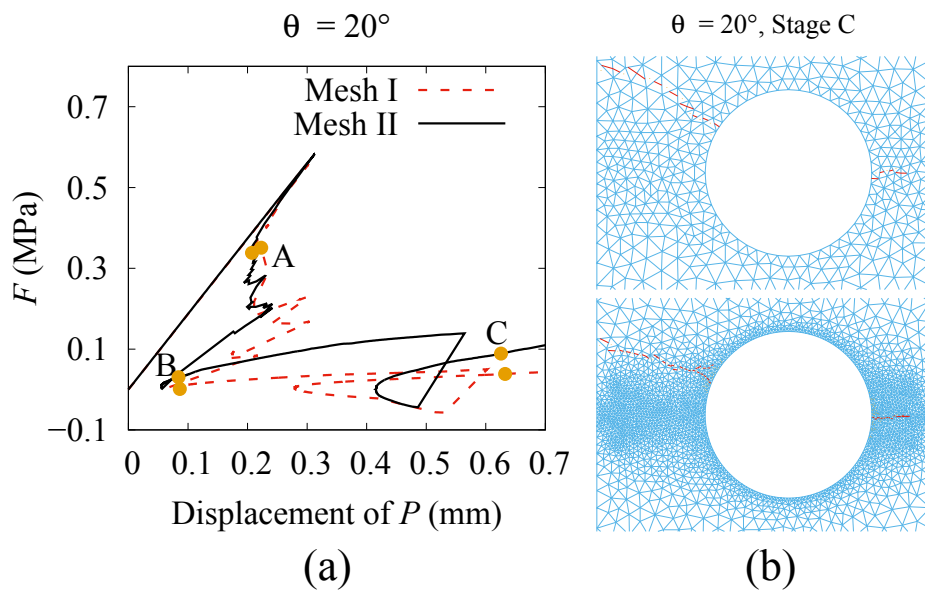 θ = 20°
θ = 20°, Stage C
Mesh I
Mesh II
F (MPa)
0.7
0.5
0.3
0.1
−0.1
A
B
C
0 0.1 0.2 0.3 0.4 0.5 0.6 0.7
Displacement of P (mm)
(a)
(b)